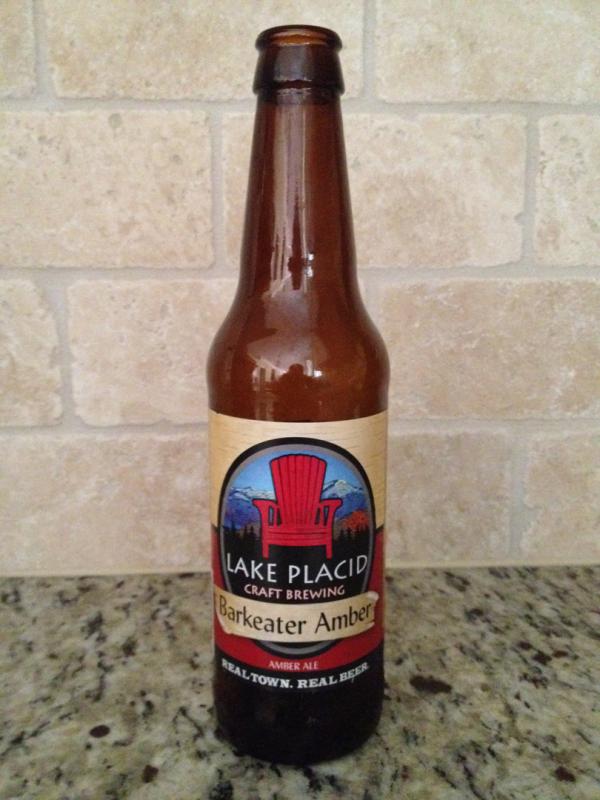 LAKE PLACID
CRAFT BREWING
Barkeater Amber
AMBER ALE
REAL TOWN. REAL BEER.